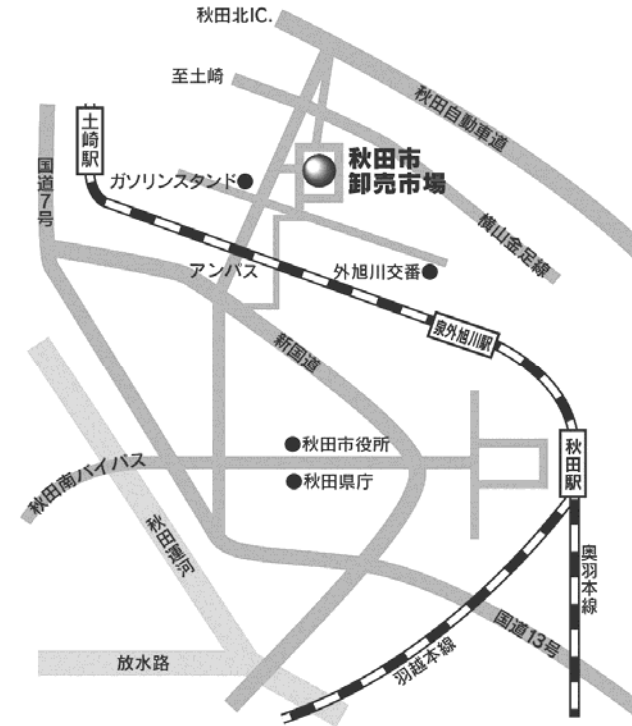 秋田北IC.
至土崎
秋田自動車道
土崎駅
国道7号
ガソリンスタンド
秋田市
卸売市場
横山金足線
アンパス
外旭川交番
新国道
泉外旭川駅
秋田市役所
秋田駅
秋田南バイパス
秋田県庁
秋田運河
奥羽本線
国道13号
羽越本線
放水路